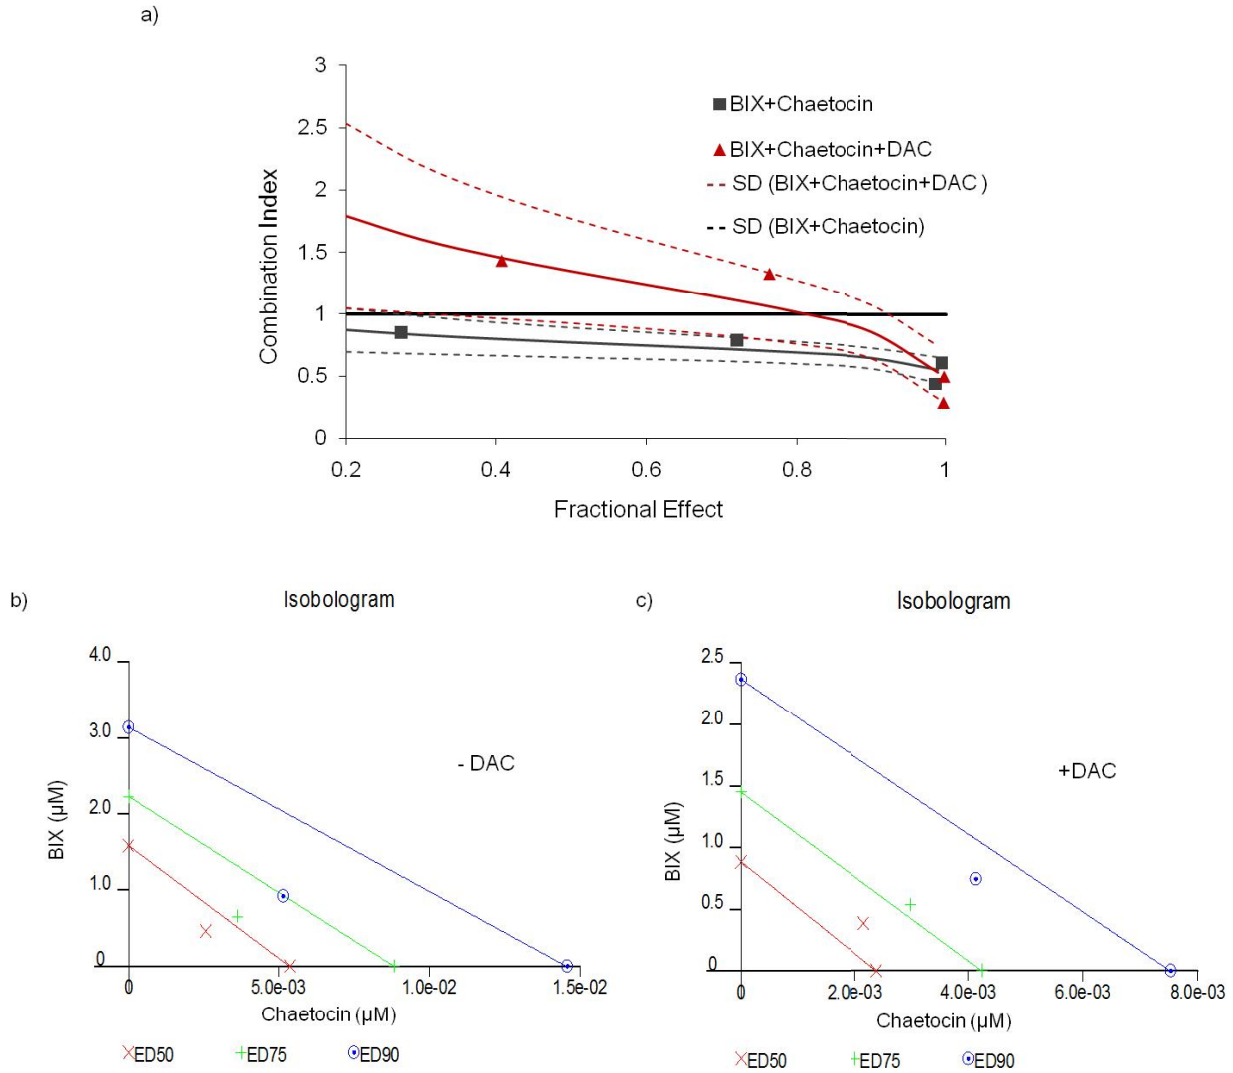 a)
3
2.5
2
1.5
1
0.5
0
Combination Index
0.2
0.4
0.6
0.8
1
Fractional Effect
BIX+Chaetocin
BIX+Chaetocin+DAC
SD (BIX+Chaetocin+DAC )
SD (BIX+Chaetocin)
b)
Isobologram
4.0
3.0
2.0
1.0
0
BIX (µM)
- DAC
0
5.0e-03
1.0e-02
1.5e-02
Chaetocin (µM)
ED50
ED75
ED90
c)
Isobologram
2.5
2.0
1.5
1.0
0.5
0
BIX (µM)
+DAC
0
2.0e-03
4.0e-03
6.0e-03
8.0e-03
Chaetocin (µM)
ED50
ED75
ED90